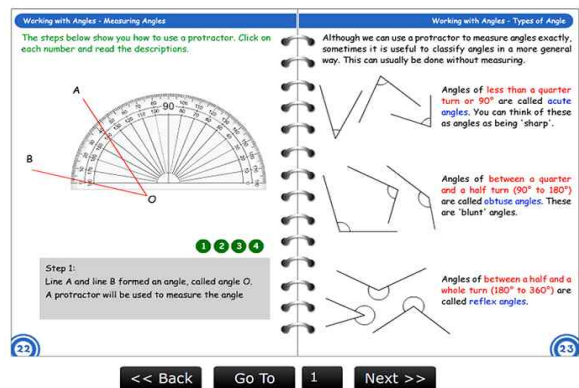 Working with Angles - Measuring Angles
The steps below show you how to use a protractor. Click on
each number and read the descriptions.
A
B
90
O
1 2 3 4
Step 1:
Line A and line B formed an angle, called angle O.
A protractor will be used to measure the angle
22
Working with Angles - Types of Angle
Although we can use a protractor to measure angles exactly,
sometimes it is useful to classify angles in a more general
way. This can usually be done without measuring.
Angles of less than a quarter
turn or 90° are called acute
angles. You can think of these
as angles as being 'sharp'.
Angles of between a quarter
and a half turn (90° to 180°)
are called obtuse angles. These
are 'blunt' angles.
Angles of between a half and a
whole turn (180° to 360°) are
called reflex angles.
23
<< Back Go To 1 Next >>